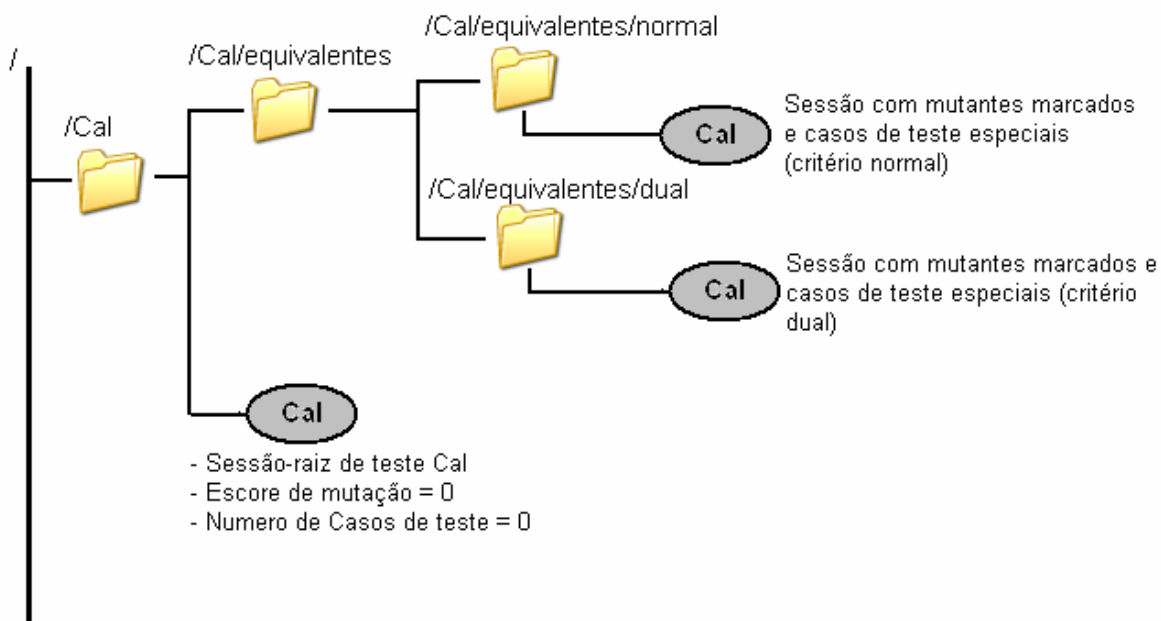 /Cal/equivalentes/normal
/
/Cal/equivalentes
/Cal
Cal
Sessão com mutantes marcados
e casos de teste especiais
(critério normal)
/Cal/equivalentes/dual
Cal
Sessão com mutantes marcados e
casos de teste especiais (critério
dual)
Cal
- Sessão-raiz de teste Cal
- Escore de mutação = 0
- Numero de Casos de teste = 0